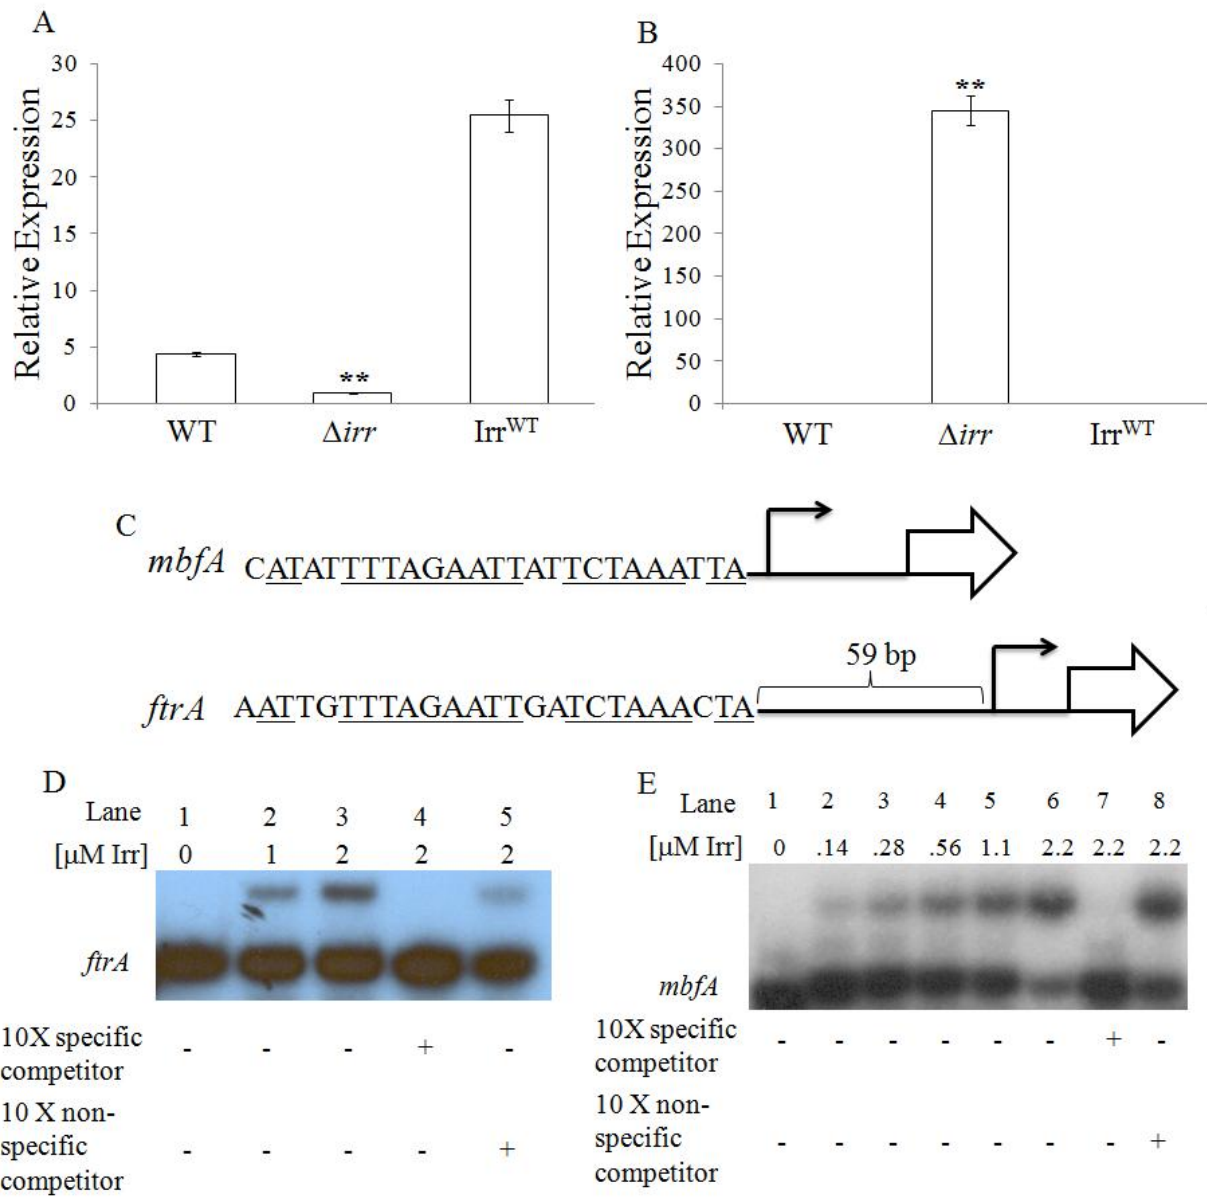 A
30
25
20
15
10
5
0
Relative Expression
**
WT Δirr Irr^WT
B
400
350
300
250
200
150
100
50
0
Relative Expression
**
WT Δirr Irr^WT
C
mbfA CATATTTTAGAATTATTCTAAATTA
59 bp
ftrA AATTGTTTAGAATTGATCTAAACTA
D
Lane 1 2 3 4 5
[μM Irr] 0 1 2 2 2
ftrA
10X specific
competitor - - - + -
10 X non-
specific
competitor - - - - +
E
Lane 1 2 3 4 5 6 7 8
[μM Irr] 0 .14 .28 .56 1.1 2.2 2.2 2.2
mbfA
10X specific
competitor - - - - - - + -
10 X non-
specific
competitor - - - - - - - +